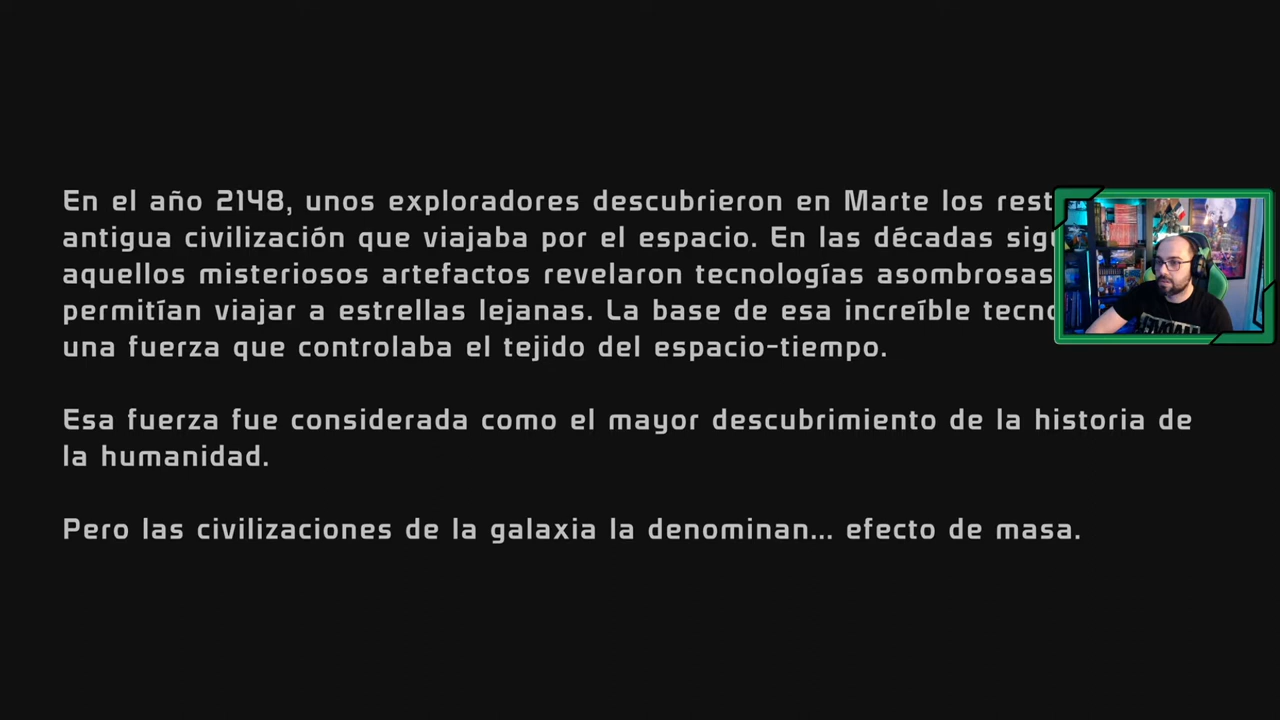 En el año 2148, unos exploradores descubrieron en Marte los
antigua civilización que viajaba por el espacio. En las décadas
aquellos misteriosos artefactos revelaron tecnologías asombrosas
permitían viajar a estrellas lejanas. La base de esa increíble
una fuerza que controlaba el tejido del espacio-tiempo.
Esa fuerza fue considerada como el mayor descubrimiento de la historia de
la humanidad.
Pero las civilizaciones de la galaxia la denominan... efecto de masa.